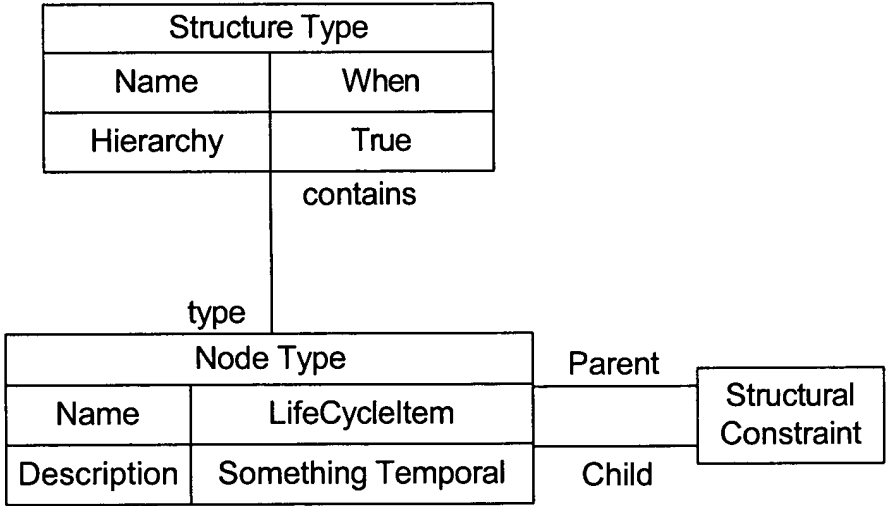 Structure Type
Name When
Hierarchy True
contains
type
Node Type
Name LifeCycleItem
Description Something Temporal
Parent
Child
Structural
Constraint